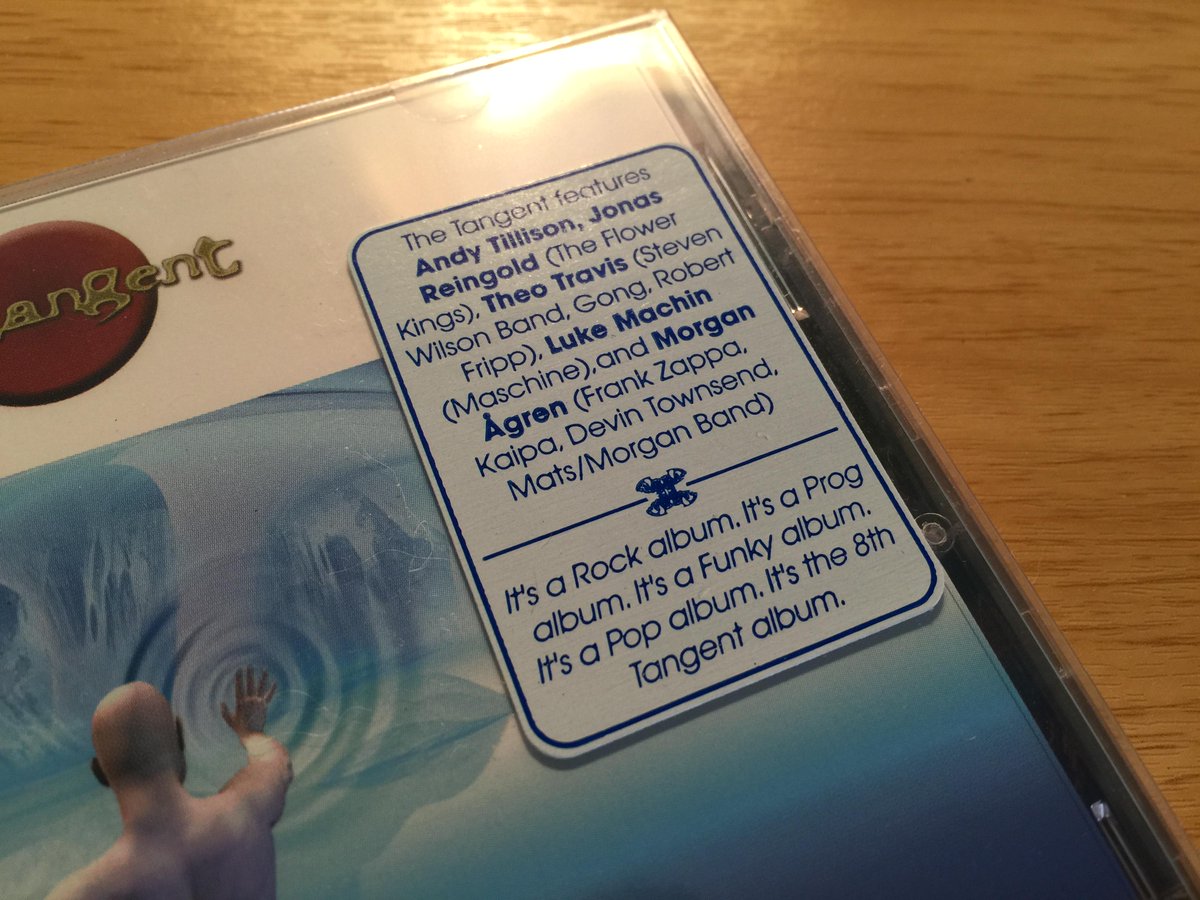 angent
The Tangent features
Andy Tillison, Jonas
Reingold (The Flower
Kings), Theo Travis (Steven
Wilson Band, Gong, Robert
Fripp), Luke Machin
(Maschine),and Morgan
Ågren (Frank Zappa,
Kaipa, Devin Townsend,
Mats/Morgan Band)
It's a Rock album. It's a Prog
album. It's a Funky album.
It's a Pop album. It's the 8th
Tangent album.